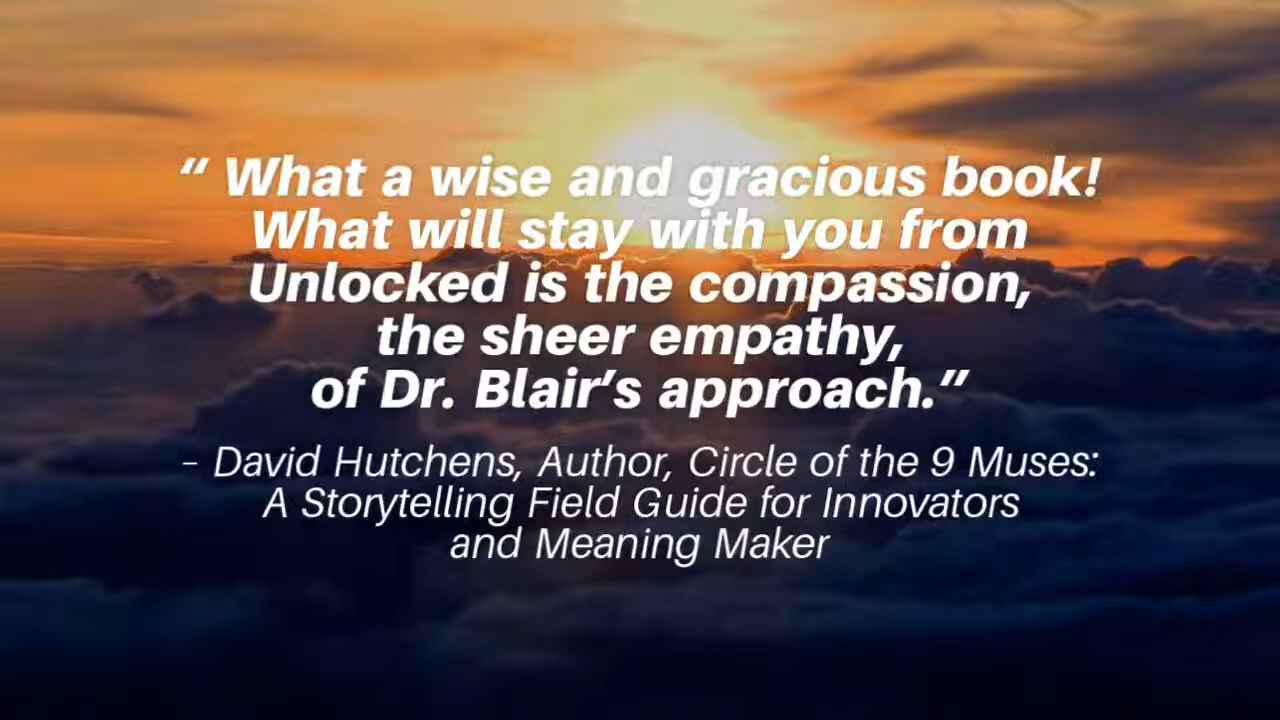 “ What a wise and gracious book!
What will stay with you from
Unlocked is the compassion,
the sheer empathy,
of Dr. Blair’s approach.”
– David Hutchens, Author, Circle of the 9 Muses:
A Storytelling Field Guide for Innovators
and Meaning Maker